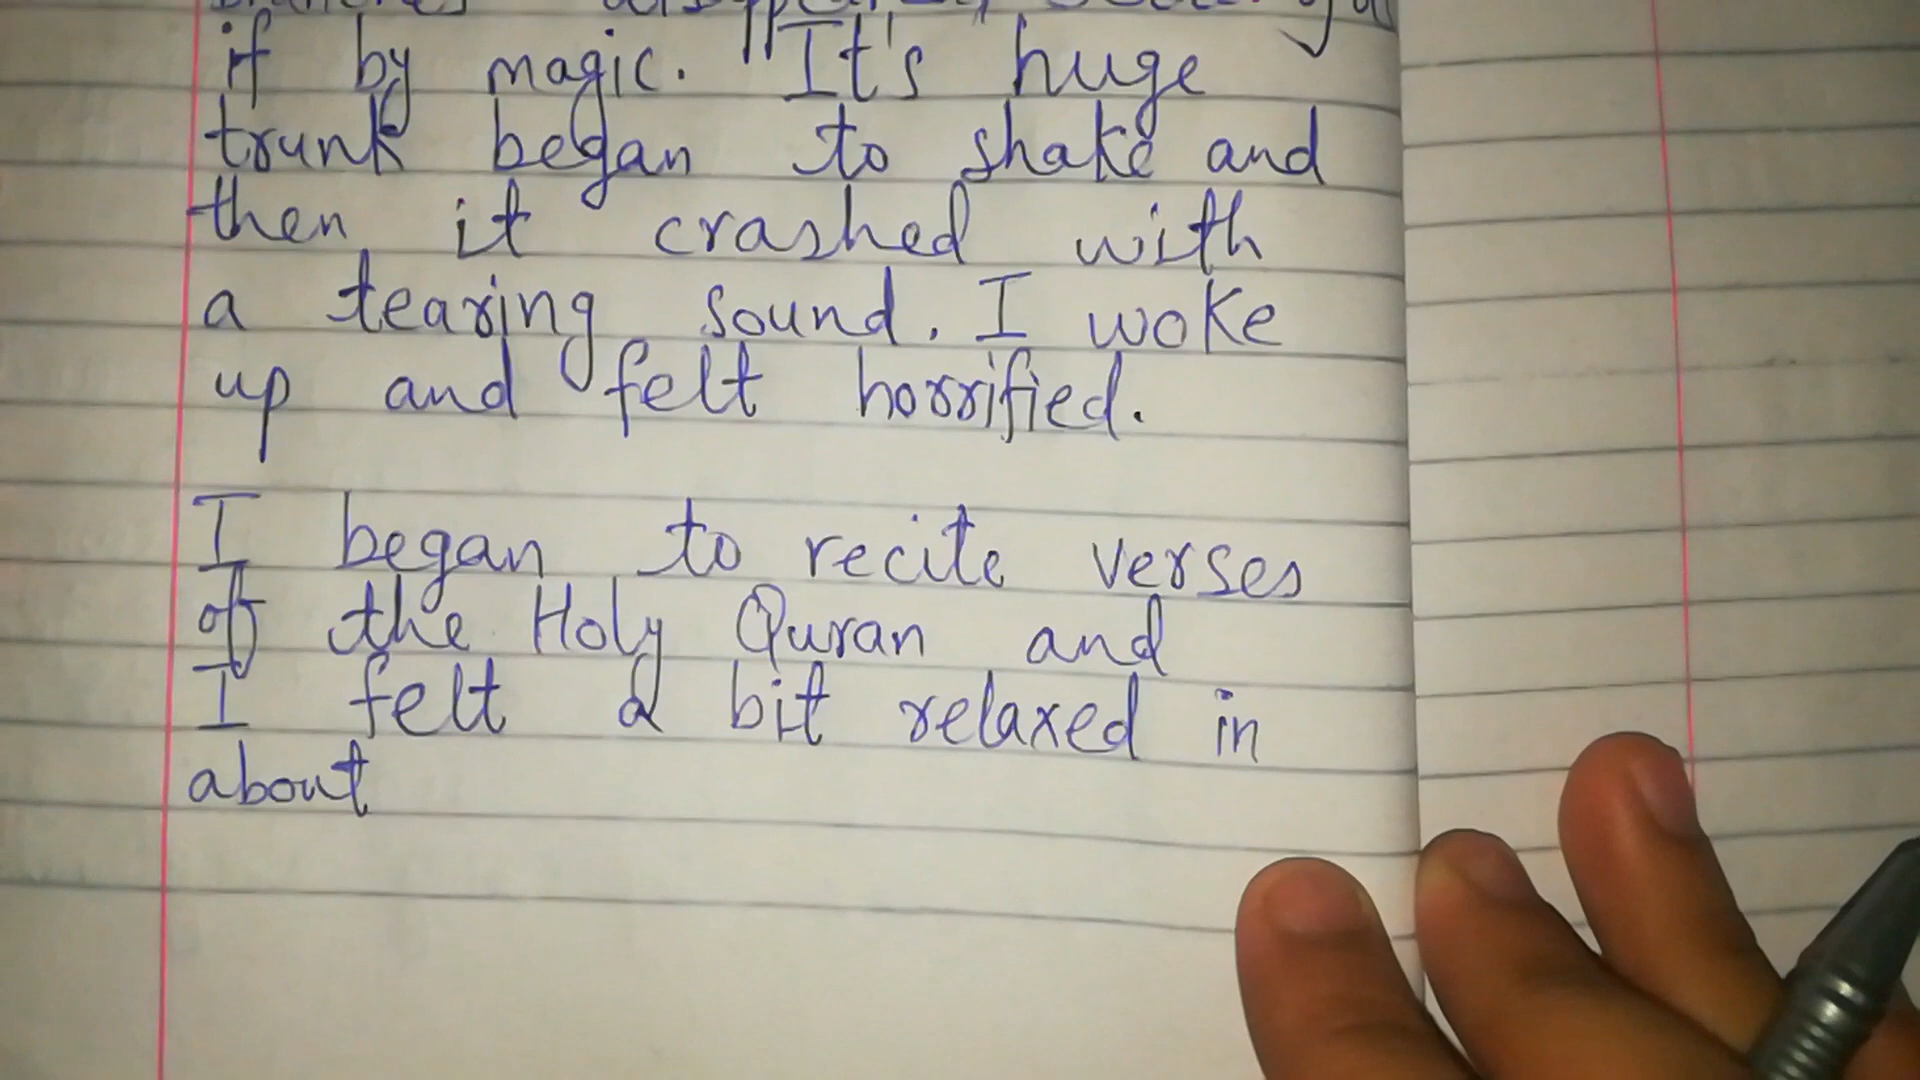 if by magic. "It's huge
trunk began to shake and
then it crashed with
a tearing sound. I woke
up and felt horrified.
I began to recite verses
of the Holy Quran and
I felt a bit relaxed in
about